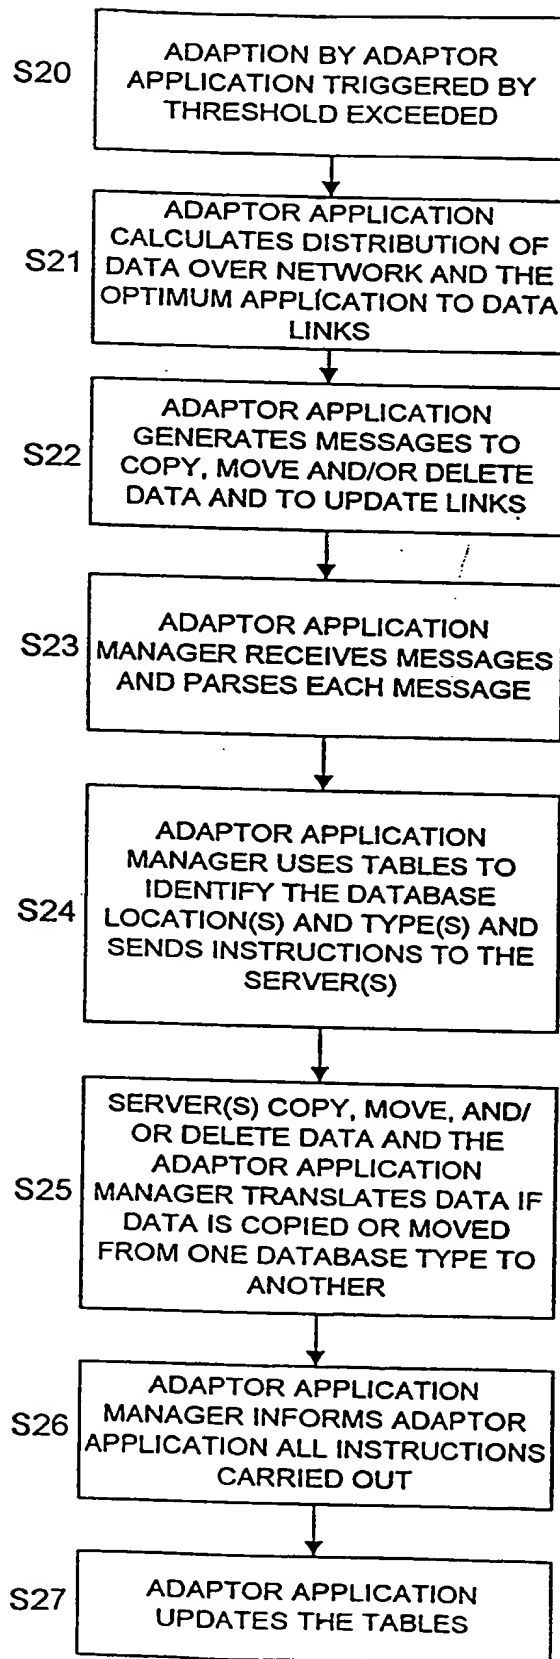 S20
ADAPTION BY ADAPTOR
APPLICATION TRIGGERED BY
THRESHOLD EXCEEDED
S21
ADAPTOR APPLICATION
CALCULATES DISTRIBUTION OF
DATA OVER NETWORK AND THE
OPTIMUM APPLICATION TO DATA
LINKS
S22
ADAPTOR APPLICATION
GENERATES MESSAGES TO
COPY, MOVE AND/OR DELETE
DATA AND TO UPDATE LINKS
S23
ADAPTOR APPLICATION
MANAGER RECEIVES MESSAGES
AND PARSES EACH MESSAGE
S24
ADAPTOR APPLICATION
MANAGER USES TABLES TO
IDENTIFY THE DATABASE
LOCATION(S) AND TYPE(S) AND
SENDS INSTRUCTIONS TO THE
SERVER(S)
S25
SERVER(S) COPY, MOVE, AND/
OR DELETE DATA AND THE
ADAPTOR APPLICATION
MANAGER TRANSLATES DATA IF
DATA IS COPIED OR MOVED
FROM ONE DATABASE TYPE TO
ANOTHER
S26
ADAPTOR APPLICATION
MANAGER INFORMS ADAPTOR
APPLICATION ALL INSTRUCTIONS
CARRIED OUT
S27
ADAPTOR APPLICATION
UPDATES THE TABLES